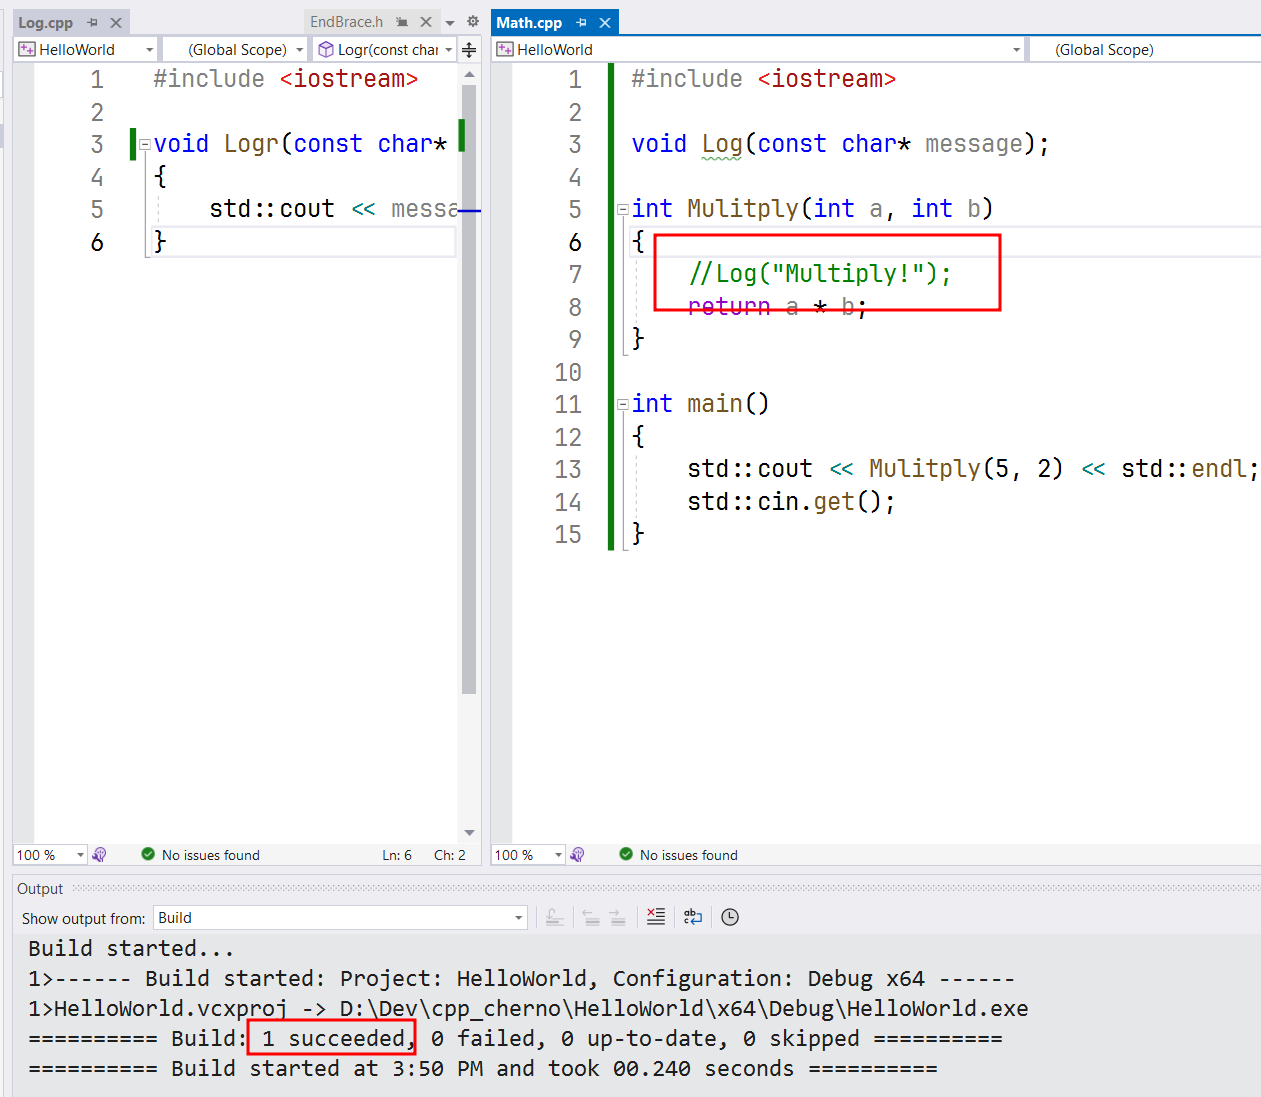 Log.cpp
EndBrace.h
HelloWorld
(Global Scope)
Logr(const char
1 #include <iostream>
2
3 void Logr(const char*
4 {
5 std::cout << messa
6 }
100 %
No issues found
Ln: 6 Ch: 2
Math.cpp
HelloWorld
(Global Scope)
1 #include <iostream>
2
3 void Log(const char* message);
4
5 int Mulitply(int a, int b)
6 {
7 //Log("Multiply!");
8 return a * b;
9 }
10
11 int main()
12 {
13 std::cout << Mulitply(5, 2) << std::endl;
14 std::cin.get();
15 }
100 %
No issues found
Output
Show output from: Build
Build started...
1>------ Build started: Project: HelloWorld, Configuration: Debug x64 ------
1>HelloWorld.vcxproj -> D:\Dev\cpp_cherno\HelloWorld\x64\Debug\HelloWorld.exe
========== Build: 1 succeeded, 0 failed, 0 up-to-date, 0 skipped ==========
========== Build started at 3:50 PM and took 00.240 seconds ==========